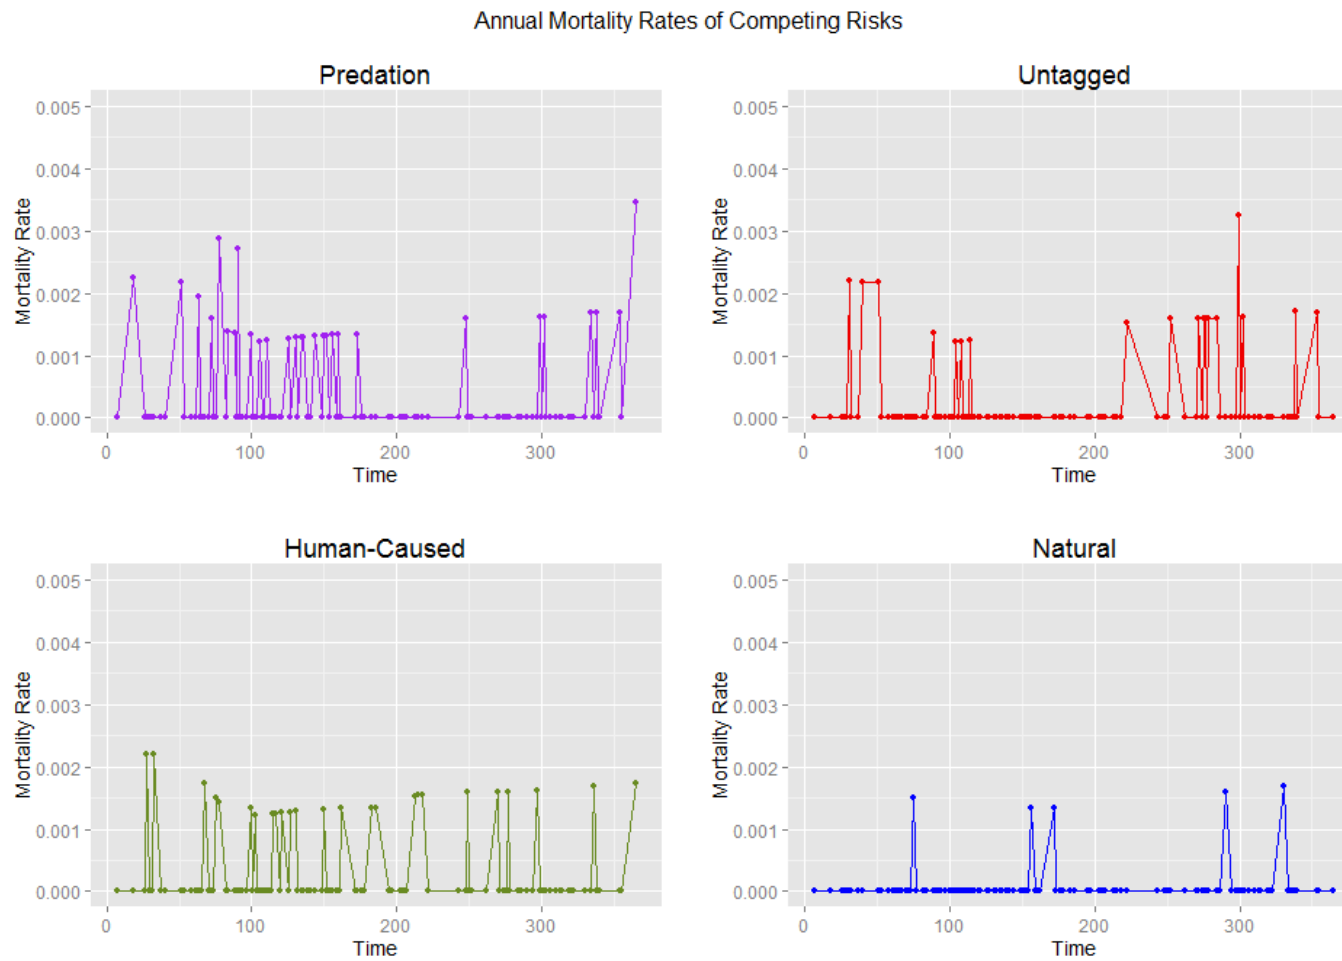 Annual Mortality Rates of Competing Risks
Predation
0.005
0.004
0.003
0.002
0.001
0.000
Mortality Rate
0 100 200 300
Time
Untagged
0.005
0.004
0.003
0.002
0.001
0.000
Mortality Rate
0 100 200 300
Time
Human-Caused
0.005
0.004
0.003
0.002
0.001
0.000
Mortality Rate
0 100 200 300
Time
Natural
0.005
0.004
0.003
0.002
0.001
0.000
Mortality Rate
0 100 200 300
Time